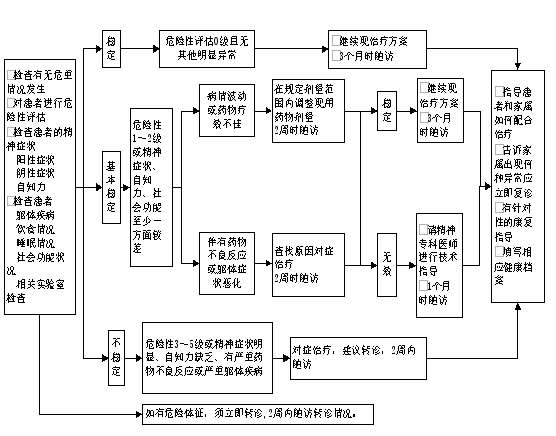 检查有无危重
情况发生
对患者进行危
险性评估
检查患者的精
神症状
阳性症状
阴性症状
自知力
检查患者
躯体疾病
饮食情况
睡眠情况
社会功能状
况
相关实验室
检查
稳
定
危险性评估0级且无
其他明显异常
继续现治疗方案
3个月时随访
基
本
稳
定
危险性
1~2级
或精神
症状、
自知
力、社
会功能
至少一
方面较
差
病情波动
或药物疗
效不佳
在规定剂量范
围内调整现用
药物剂量
2周时随访
稳
定
继续现
治疗方案
3个月
时随访
伴有药物
不良反应
或躯体症
状恶化
查找原因对症
治疗
2周时随访
无
效
请精神
专科医师
进行技术
指导
1个月
时随访
不
稳
定
危险性3~5级或精神症状明
显、自知力缺乏、有严重药
物不良反应或严重躯体疾病
对症治疗，建议转诊，2周内
随访
如有危险体征，须立即转诊,2周内随访转诊情况。
指导患
者和家属
如何配合
治疗
告诉家
属出现何
种异常应
立即复诊
有针对
性的康复
指导
填写相
应健康档
案